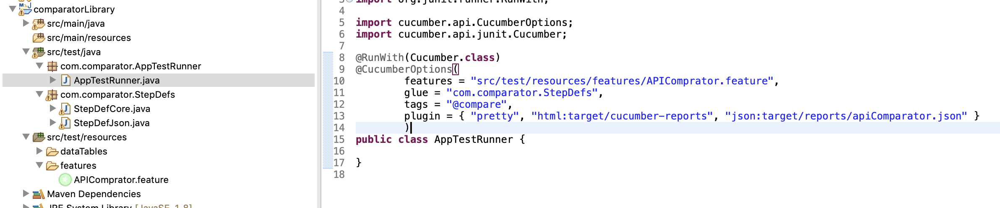 comparatorLibrary
src/main/java
src/main/resources
src/test/java
com.comparator.AppTestRunner
AppTestRunner.java
com.comparator.StepDefs
StepDefCore.java
StepDefJson.java
src/test/resources
dataTables
features
APIComprator.feature
Maven Dependencies
JRE System Library [JavaSE-1.8]
3 import org.junit.runner.RunWith;
4
5 import cucumber.api.CucumberOptions;
6 import cucumber.api.junit.Cucumber;
7
8 @RunWith(Cucumber.class)
9 @CucumberOptions(
10 features = "src/test/resources/features/APIComprator.feature",
11 glue = "com.comparator.StepDefs",
12 tags = "@compare",
13 plugin = { "pretty", "html:target/cucumber-reports", "json:target/reports/apiComparator.json" }
14 )
15 public class AppTestRunner {
16
17 }
18